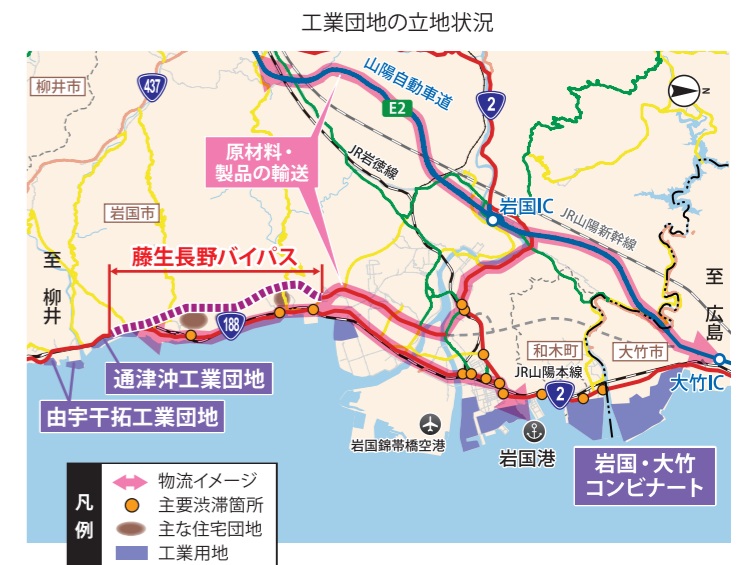 工業団地の立地状況
柳井市
437
山陽自動車道
E2
2
N
原材料・
製品の輸送
JR岩徳線
岩国IC
JR山陽新幹線
岩国市
藤生長野バイパス
至
柳井
至
広島
188
和木町
大竹市
JR山陽本線
2
大竹IC
通津沖工業団地
由宇干拓工業団地
岩国錦帯橋空港
岩国港
岩国・大竹
コンビナート
凡例
物流イメージ
主要渋滞箇所
主な住宅団地
工業用地